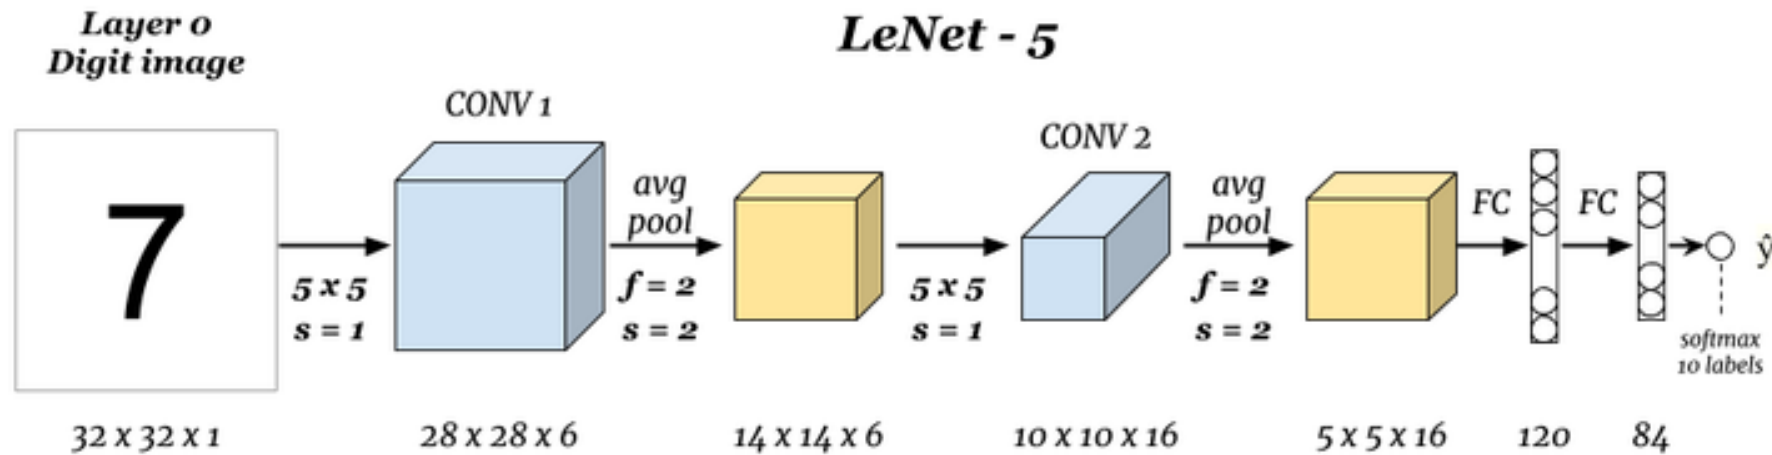 Layer 0
Digit image
LeNet - 5
CONV 1
CONV 2
7
avg
pool
avg
pool
FC
FC
ŷ
5 x 5
s = 1
f = 2
s = 2
5 x 5
s = 1
f = 2
s = 2
softmax
10 labels
32 x 32 x 1
28 x 28 x 6
14 x 14 x 6
10 x 10 x 16
5 x 5 x 16
120
84